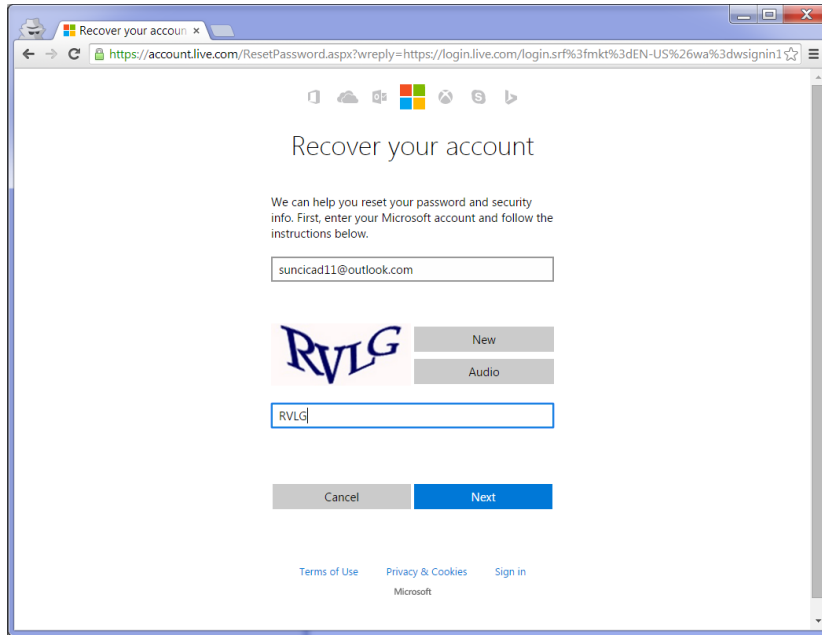 Recover your accoun
https://account.live.com/ResetPassword.aspx?wreply=https://login.live.com/login.srf%3fmkt%3dEN-US%26wa%3dwsignin1
Recover your account
We can help you reset your password and security
info. First, enter your Microsoft account and follow the
instructions below.
suncicad11@outlook.com
RVLG
New
Audio
RVLG
Cancel
Next
Terms of Use
Privacy & Cookies
Sign in
Microsoft